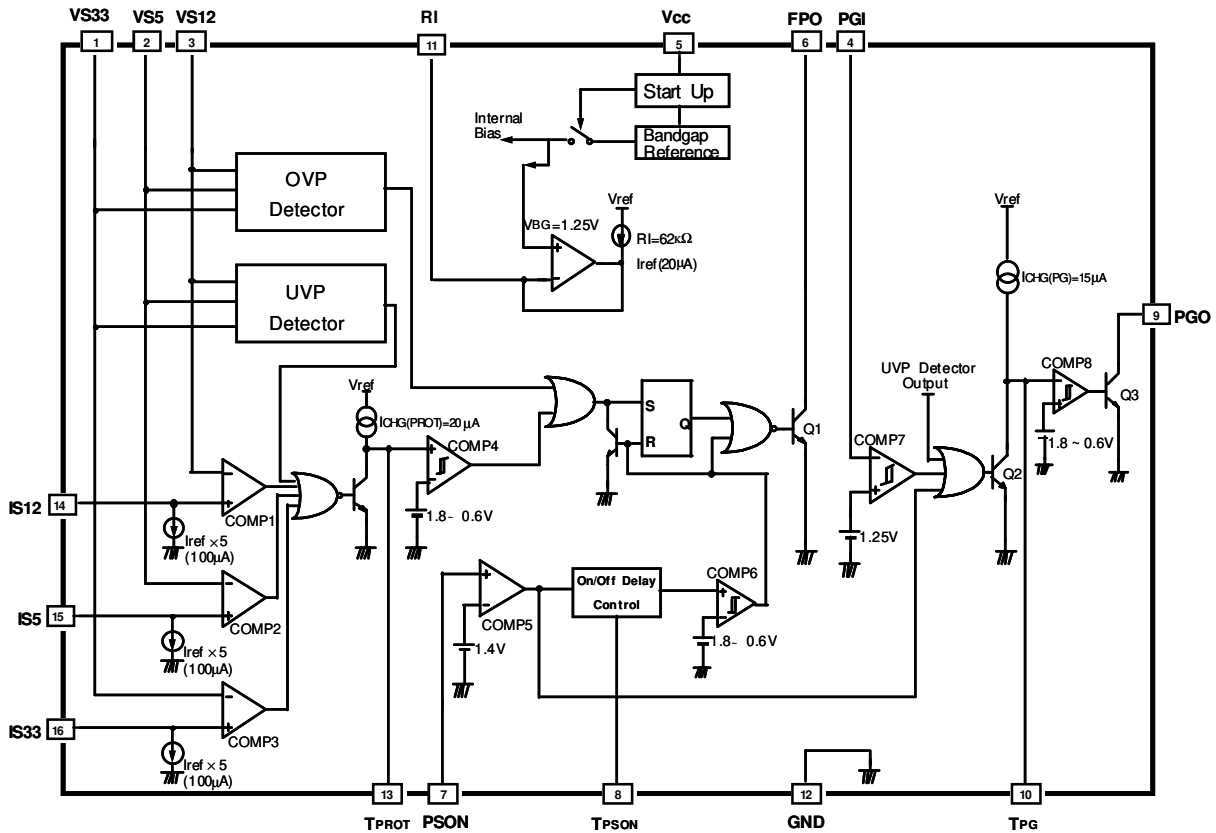 VS33 VS5 VS12 RI Vcc FPO PGI
1 2 3 11 5 6 4
Start Up
Internal
Bias
Bandgap
Reference
OVP
Detector
Vref
VBG=1.25V
RI=62κΩ
Iref(20μA)
Vref
ICHG(PG)=15μA
UVP
Detector
9 PGO
Vref
ICHG(PROT)=20μA
COMP4
S
R
Q
Q1
UVP Detector
Output
COMP8
Q3
COMP7
1.8 ~ 0.6V
Q2
IS12 14
COMP1
1.8~ 0.6V
1.25V
Iref × 5
(100μA)
On/Off Delay
Control
COMP6
COMP5
IS5 15
COMP2
1.4V
1.8~ 0.6V
Iref × 5
(100μA)
IS33 16
COMP3
Iref × 5
(100μA)
13 7 8 12 10
TPROT PSON TPSON GND TPG